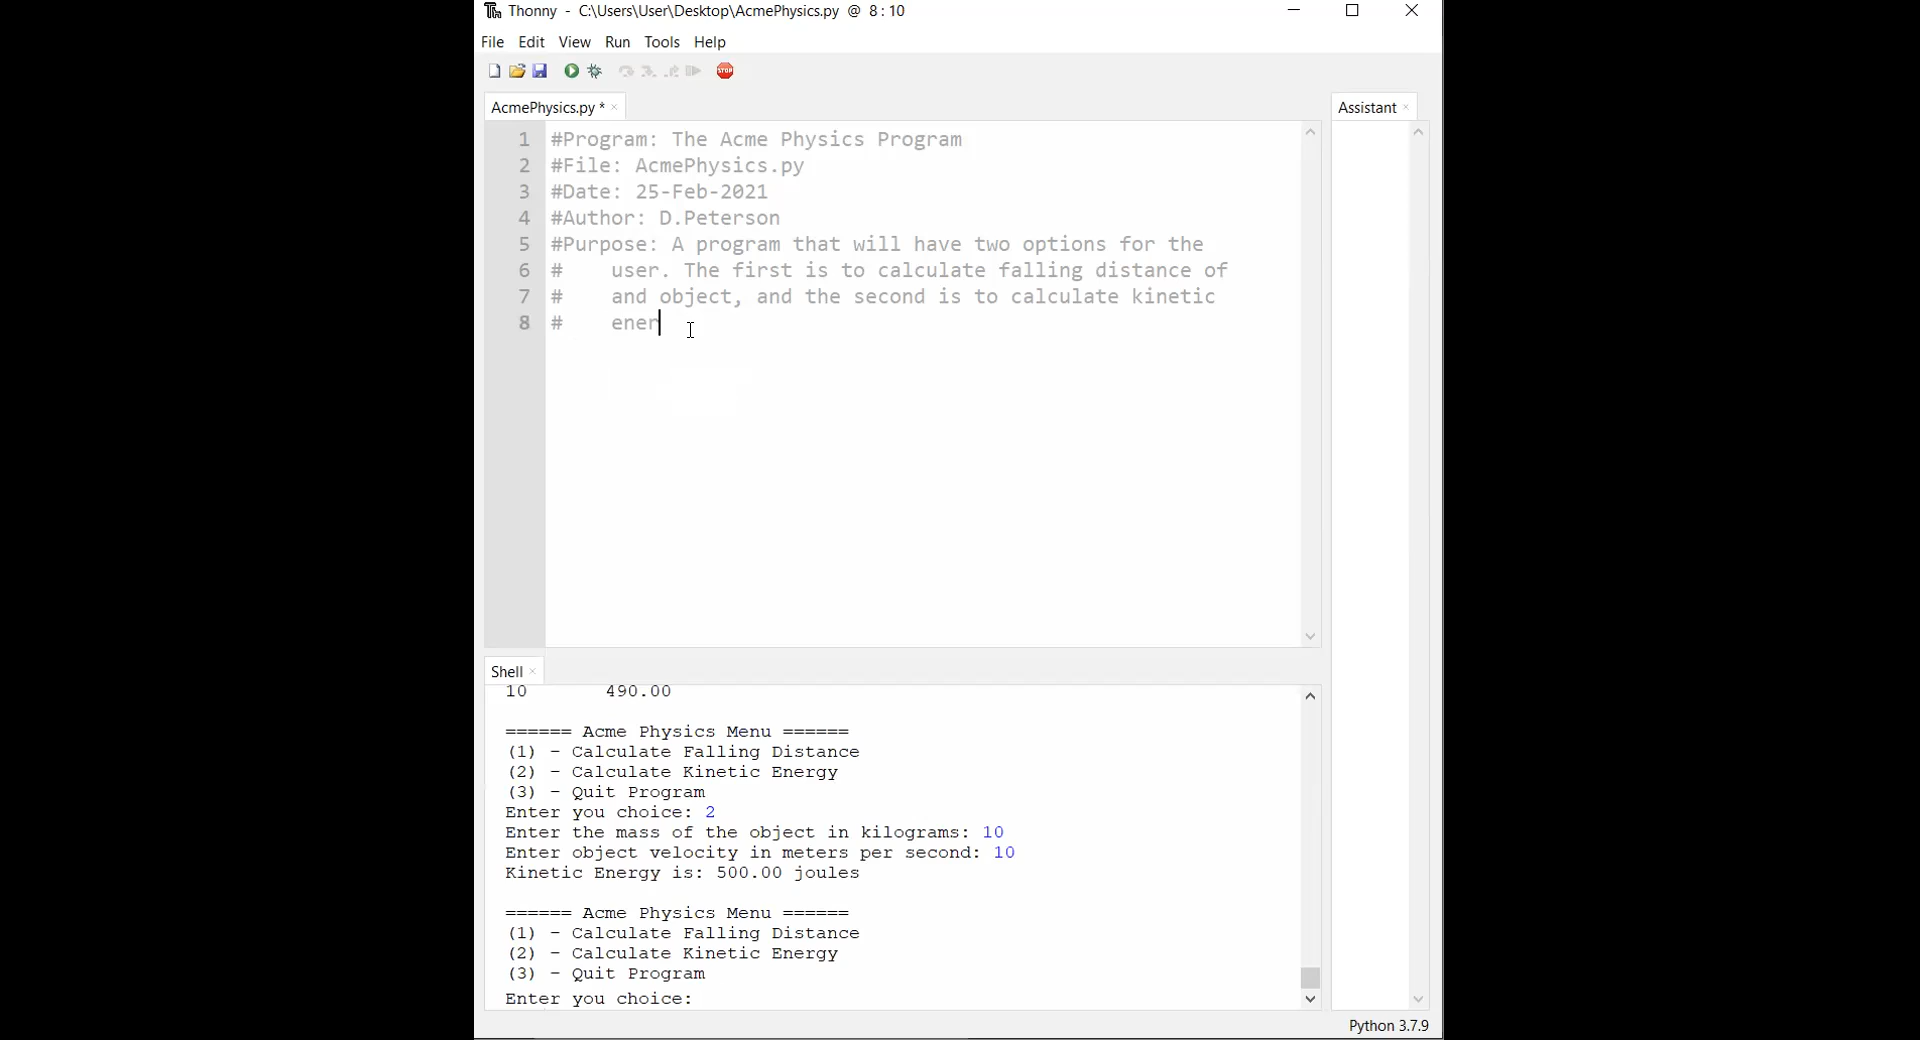 Thonny - C:\Users\User\Desktop\AcmePhysics.py @ 8:10
File Edit View Run Tools Help
STOP
AcmePhysics.py * ×
Assistant ×
1 #Program: The Acme Physics Program
2 #File: AcmePhysics.py
3 #Date: 25-Feb-2021
4 #Author: D.Peterson
5 #Purpose: A program that will have two options for the
6 #    user. The first is to calculate falling distance of
7 #    and object, and the second is to calculate kinetic
8 #    ener
Shell ×
10       490.00
====== Acme Physics Menu ======
(1) - Calculate Falling Distance
(2) - Calculate Kinetic Energy
(3) - Quit Program
Enter you choice: 2
Enter the mass of the object in kilograms: 10
Enter object velocity in meters per second: 10
Kinetic Energy is: 500.00 joules
====== Acme Physics Menu ======
(1) - Calculate Falling Distance
(2) - Calculate Kinetic Energy
(3) - Quit Program
Enter you choice:
Python 3.7.9